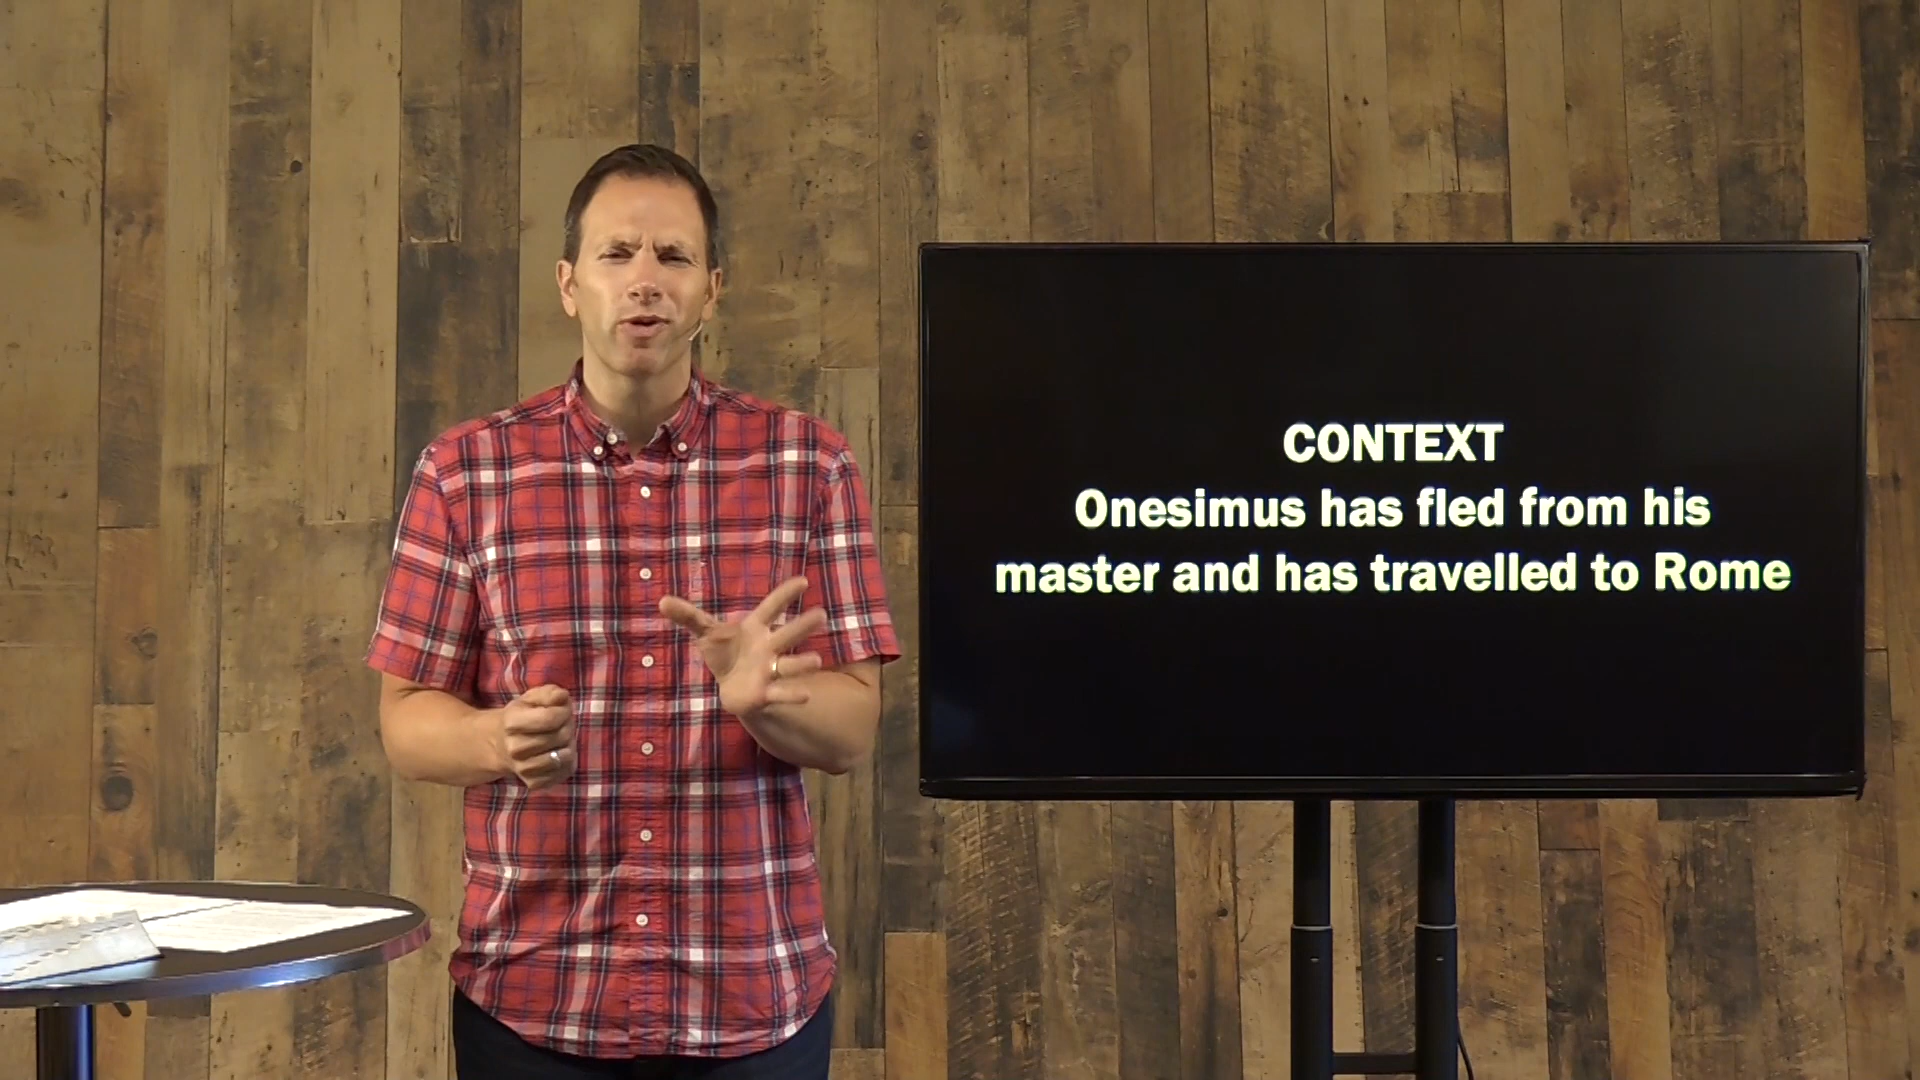 CONTEXT
Onesimus has fled from his
master and has travelled to Rome